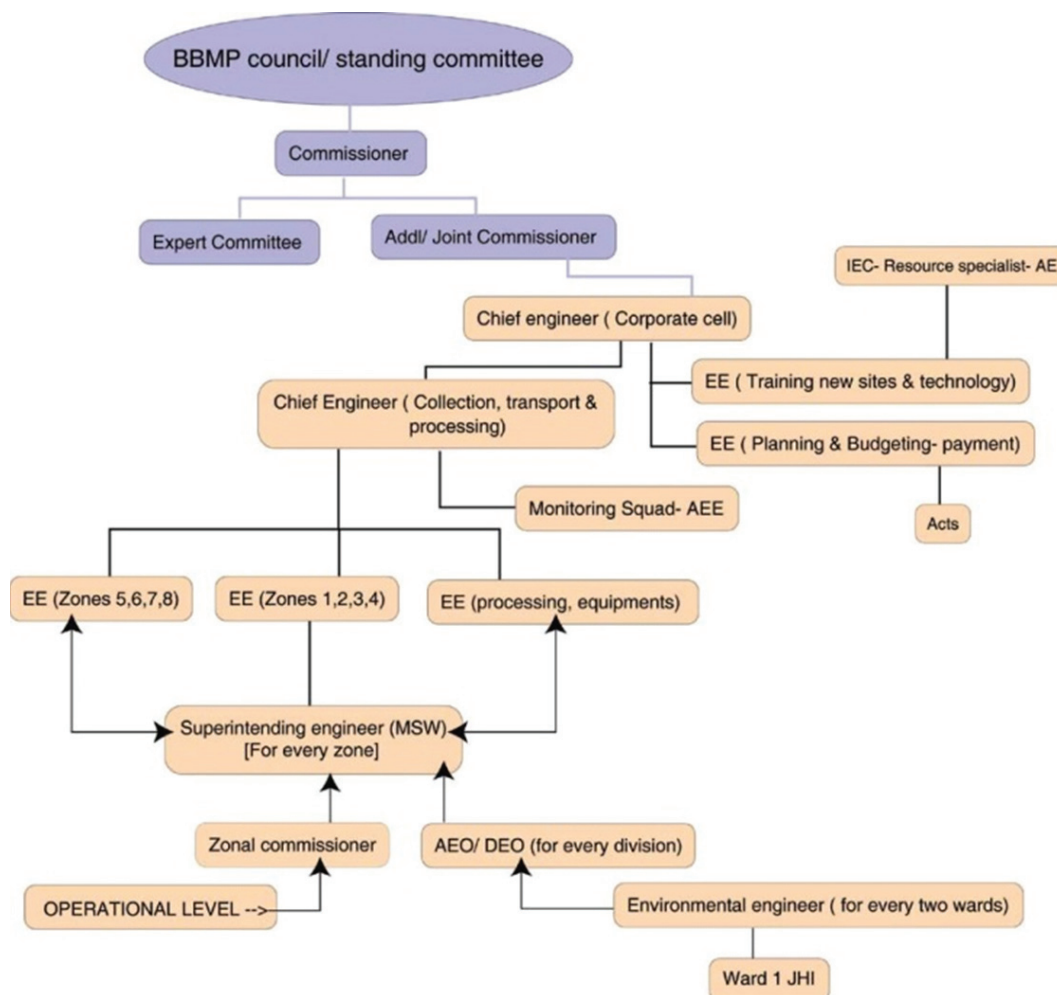 BBMP council/ standing committee
Commissioner
Expert Committee
Addl/ Joint Commissioner
IEC- Resource specialist- AE
Chief engineer ( Corporate cell)
EE ( Training new sites & technology)
Chief Engineer ( Collection, transport &
processing)
EE ( Planning & Budgeting- payment)
Monitoring Squad- AEE
Acts
EE (Zones 5,6,7,8)
EE (Zones 1,2,3,4)
EE (processing, equipments)
Superintending engineer (MSW)
[For every zone]
Zonal commissioner
AEO/ DEO (for every division)
OPERATIONAL LEVEL -->
Environmental engineer ( for every two wards)
Ward 1 JHI